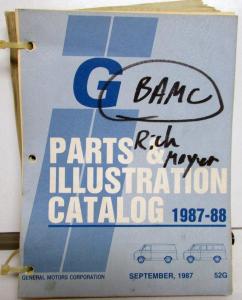 G
BAMC
Rich
Moyer
PARTS &
ILLUSTRATION
CATALOG 1987-88
GENERAL MOTORS CORPORATION SEPTEMBER, 1987 52G